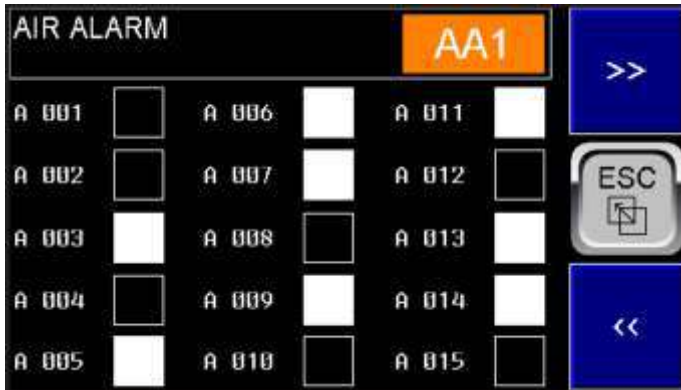 AIR ALARM AA1
>>
A 001 A 006 A 011
A 002 A 007 A 012
ESC
A 003 A 008 A 013
A 004 A 009 A 014
<<
A 005 A 010 A 015